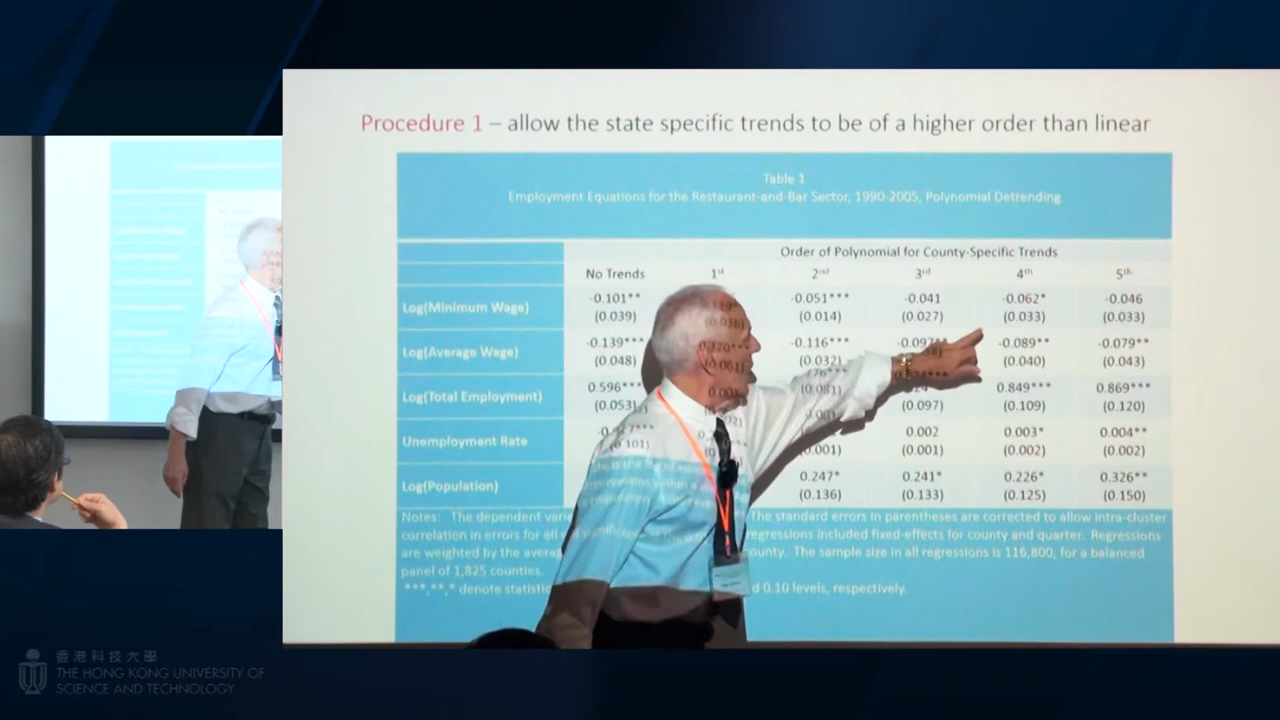 Procedure 1 – allow the state specific trends to be of a higher order than linear
Table 1
Employment Equations for the Restaurant-and-Bar Sector, 1990-2005, Polynomial Detrending
Order of Polynomial for County-Specific Trends
No Trends 1st 2nd 3rd 4th 5th
Log(Minimum Wage) -0.101** -0.051*** -0.041 -0.062* -0.046
(0.039) (0.036) (0.014) (0.027) (0.033) (0.033)
Log(Average Wage) -0.139*** -0.116*** -0.089** -0.079**
(0.048) (0.032) (0.040) (0.043)
Log(Total Employment) 0.596*** 0.849*** 0.869***
(0.053) (0.081) (0.097) (0.109) (0.120)
Unemployment Rate 0.002 0.003* 0.004**
(0.001) (0.002) (0.002)
Log(Population) 0.247* 0.241* 0.226* 0.326**
(0.136) (0.133) (0.125) (0.150)
Notes: The dependent The standard errors in parentheses are corrected to allow intra-cluster
correlation in errors for all regressions included fixed-effects for county and quarter. Regressions
are weighted by the The sample size in all regressions is 116,800, for a balanced
panel of 1,825 counties.
***,**,* denote 0.10 levels, respectively.
香港科技大學
THE HONG KONG UNIVERSITY OF
SCIENCE AND TECHNOLOGY